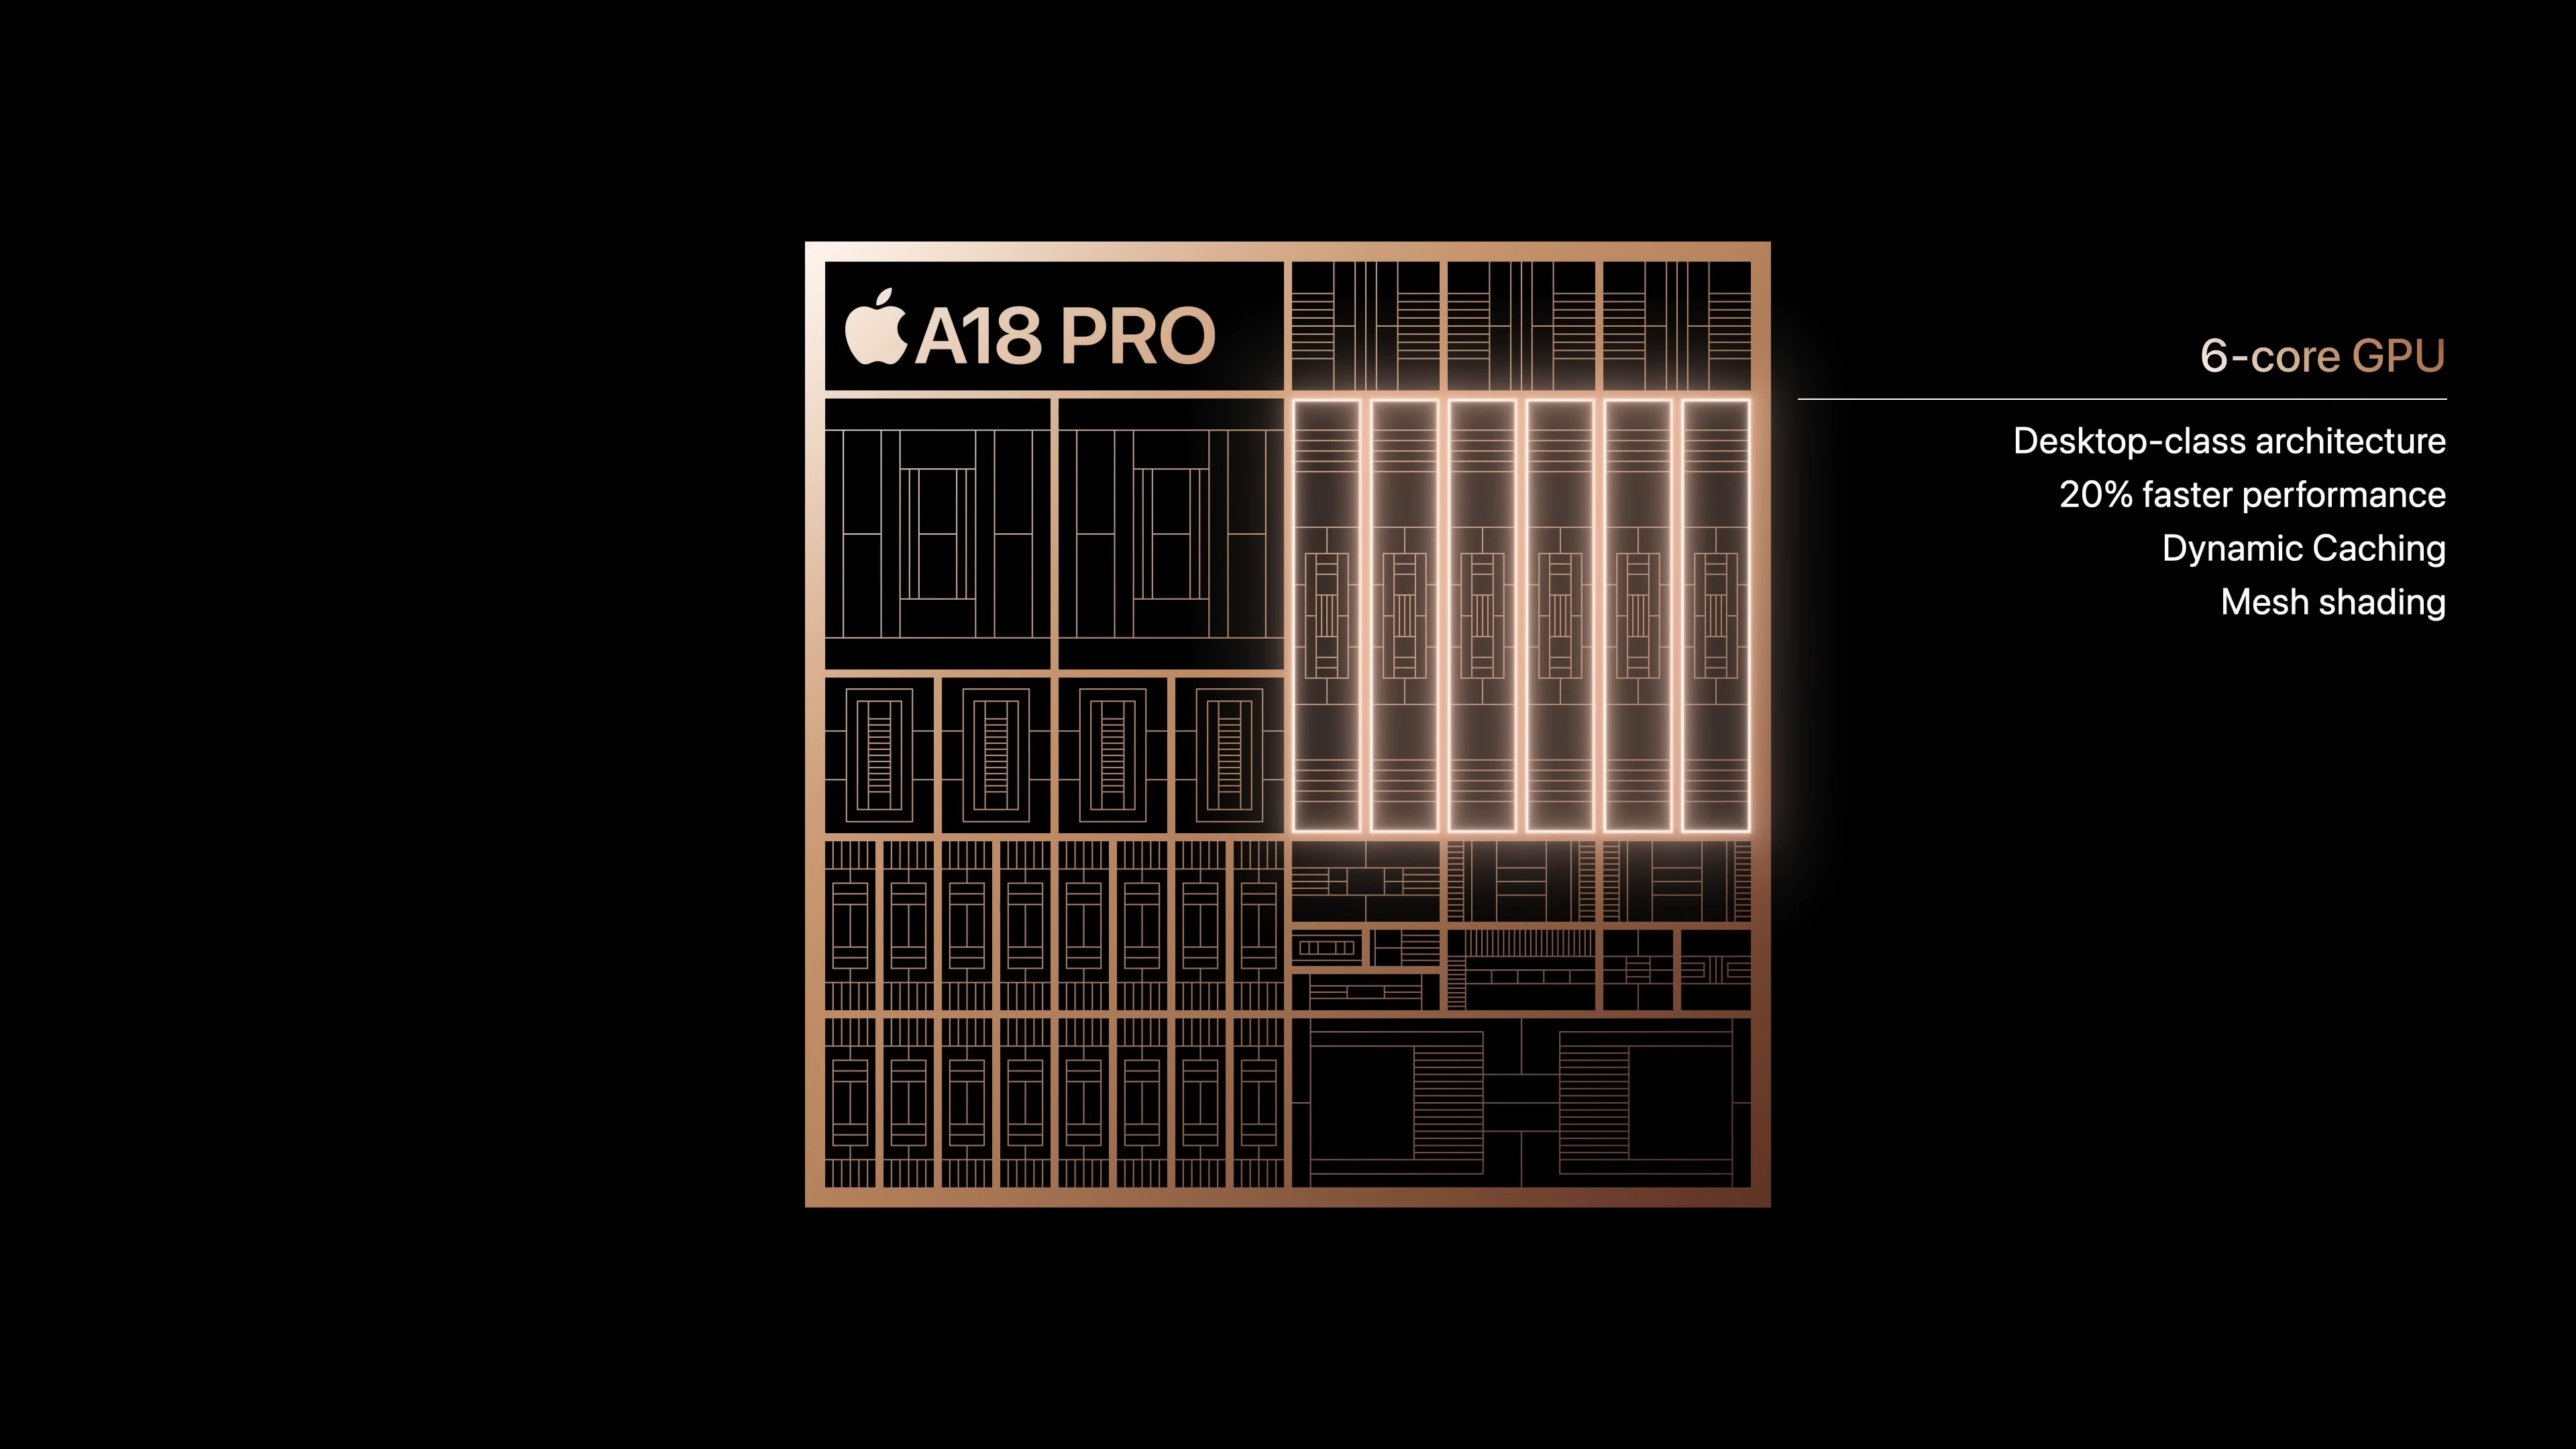 A18 PRO
6-core GPU
Desktop-class architecture
20% faster performance
Dynamic Caching
Mesh shading